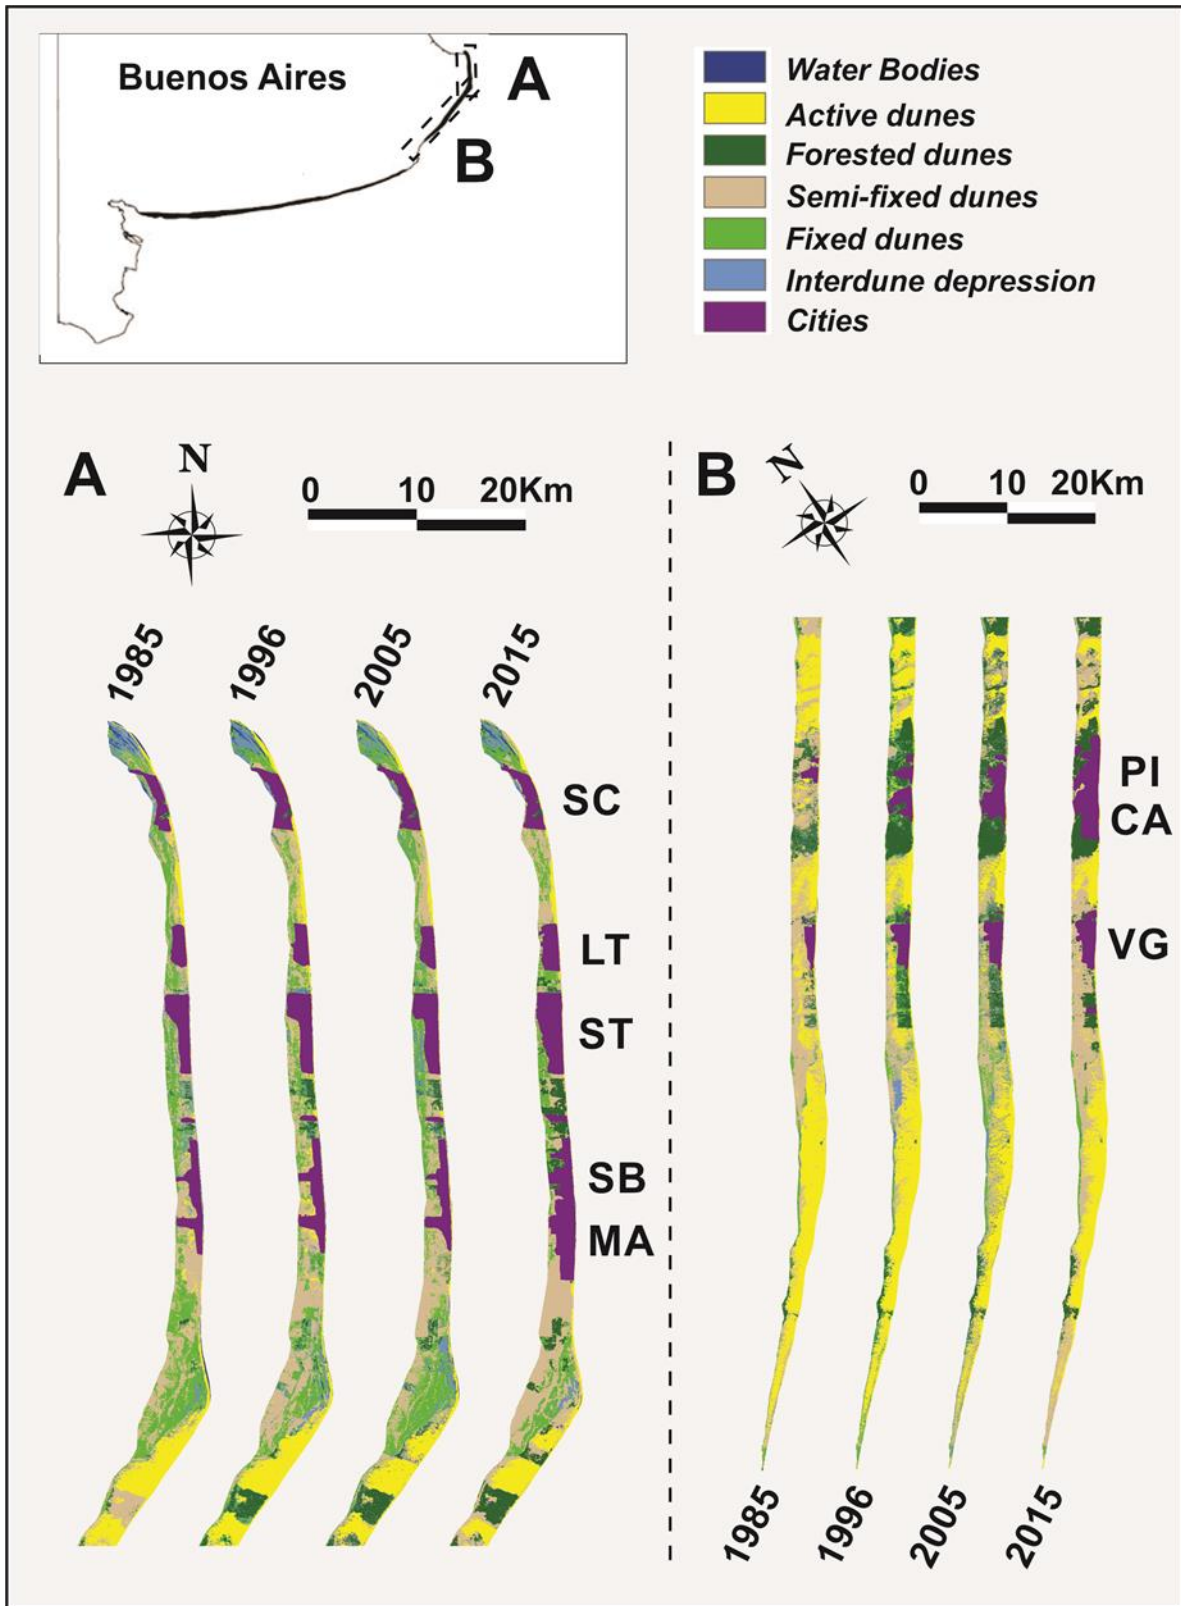 Buenos Aires
A
B
Water Bodies
Active dunes
Forested dunes
Semi-fixed dunes
Fixed dunes
Interdune depression
Cities
A
N
0 10 20Km
1985
1996
2005
2015
SC
LT
ST
SB
MA
B
N
0 10 20Km
PI
CA
VG
1985
1996
2005
2015